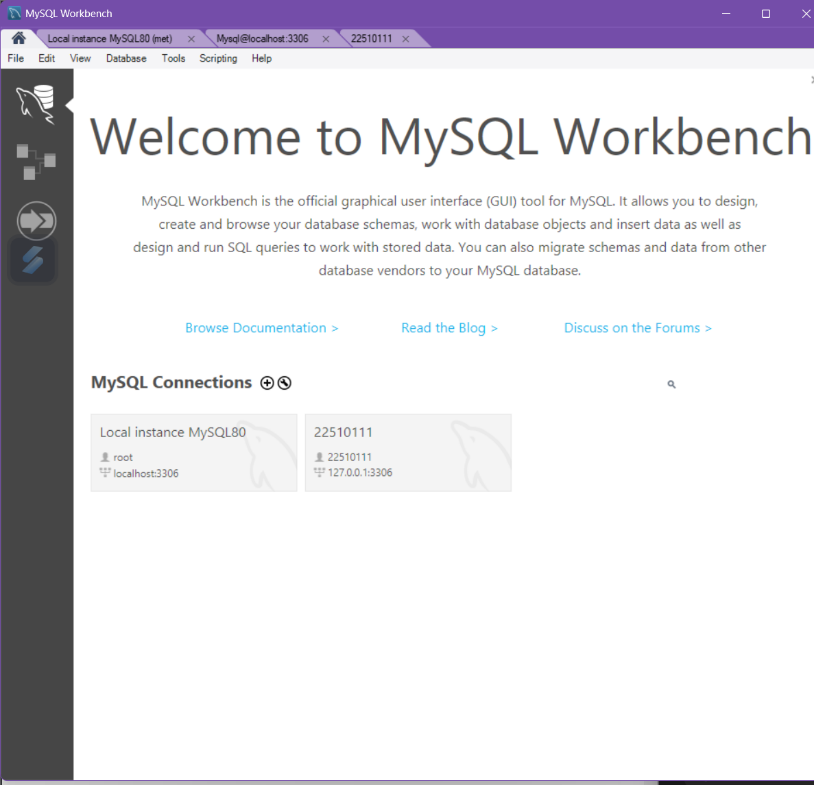 MySQL Workbench
Local instance MySQL80 (met) Mysql@localhost:3306 22510111
File Edit View Database Tools Scripting Help
Welcome to MySQL Workbench
MySQL Workbench is the official graphical user interface (GUI) tool for MySQL. It allows you to design,
create and browse your database schemas, work with database objects and insert data as well as
design and run SQL queries to work with stored data. You can also migrate schemas and data from other
database vendors to your MySQL database.
Browse Documentation > Read the Blog > Discuss on the Forums >
MySQL Connections
Local instance MySQL80
root
localhost:3306
22510111
22510111
127.0.0.1:3306